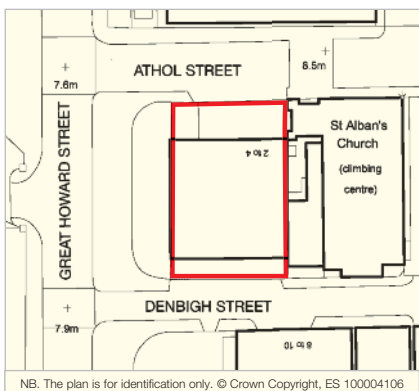 ATHOL STREET
8.5m
7.6m
GREAT HOWARD STREET
St Alban's
Church
(climbing
centre)
2 to 4
7.9m
DENBIGH STREET
8 to 10
NB. The plan is for identification only. © Crown Copyright, ES 100004106